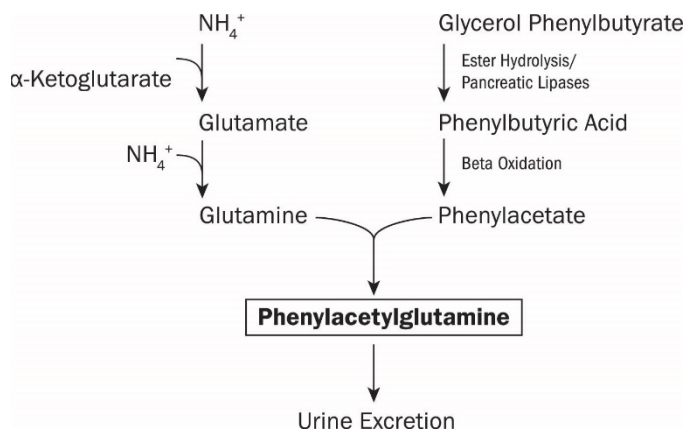 NH₄⁺
Glycerol Phenylbutyrate
α-Ketoglutarate
Ester Hydrolysis/
Pancreatic Lipases
Glutamate
Phenylbutyric Acid
NH₄⁺
Beta Oxidation
Glutamine
Phenylacetate
Phenylacetylglutamine
Urine Excretion